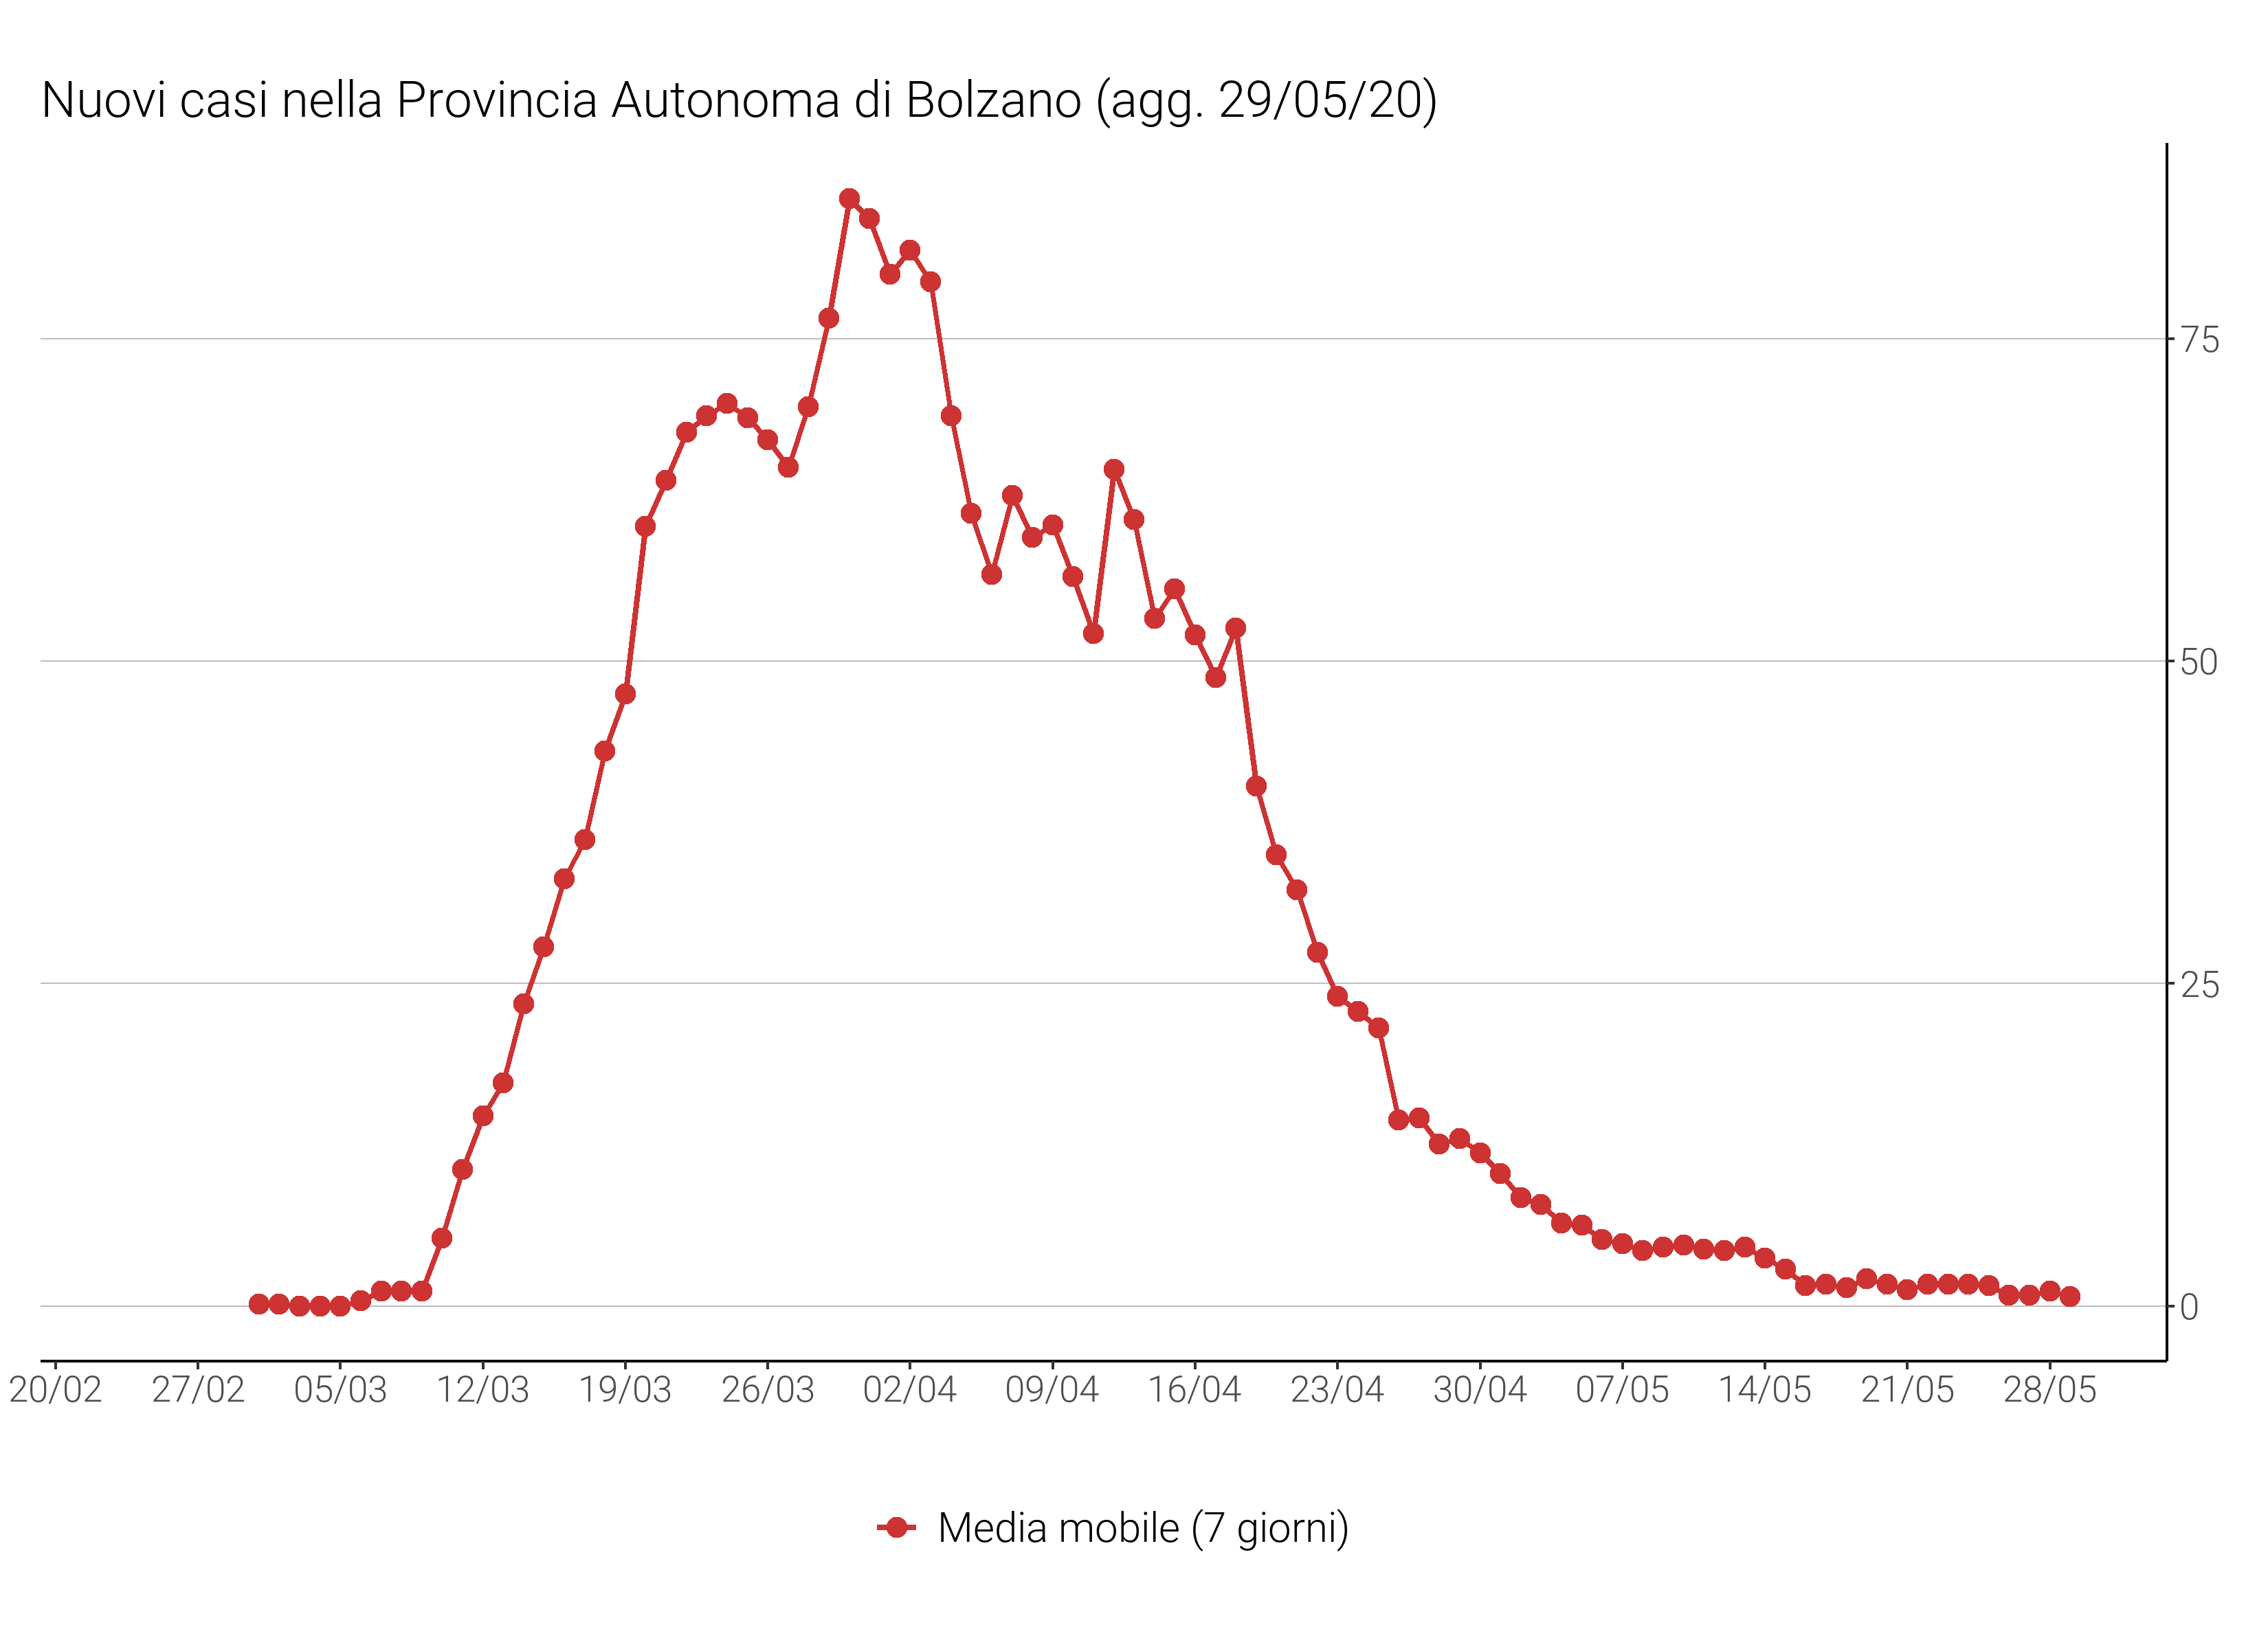 Nuovi casi nella Provincia Autonoma di Bolzano (agg. 29/05/20)
75
50
25
0
20/02 27/02 05/03 12/03 19/03 26/03 02/04 09/04 16/04 23/04 30/04 07/05 14/05 21/05 28/05
Media mobile (7 giorni)